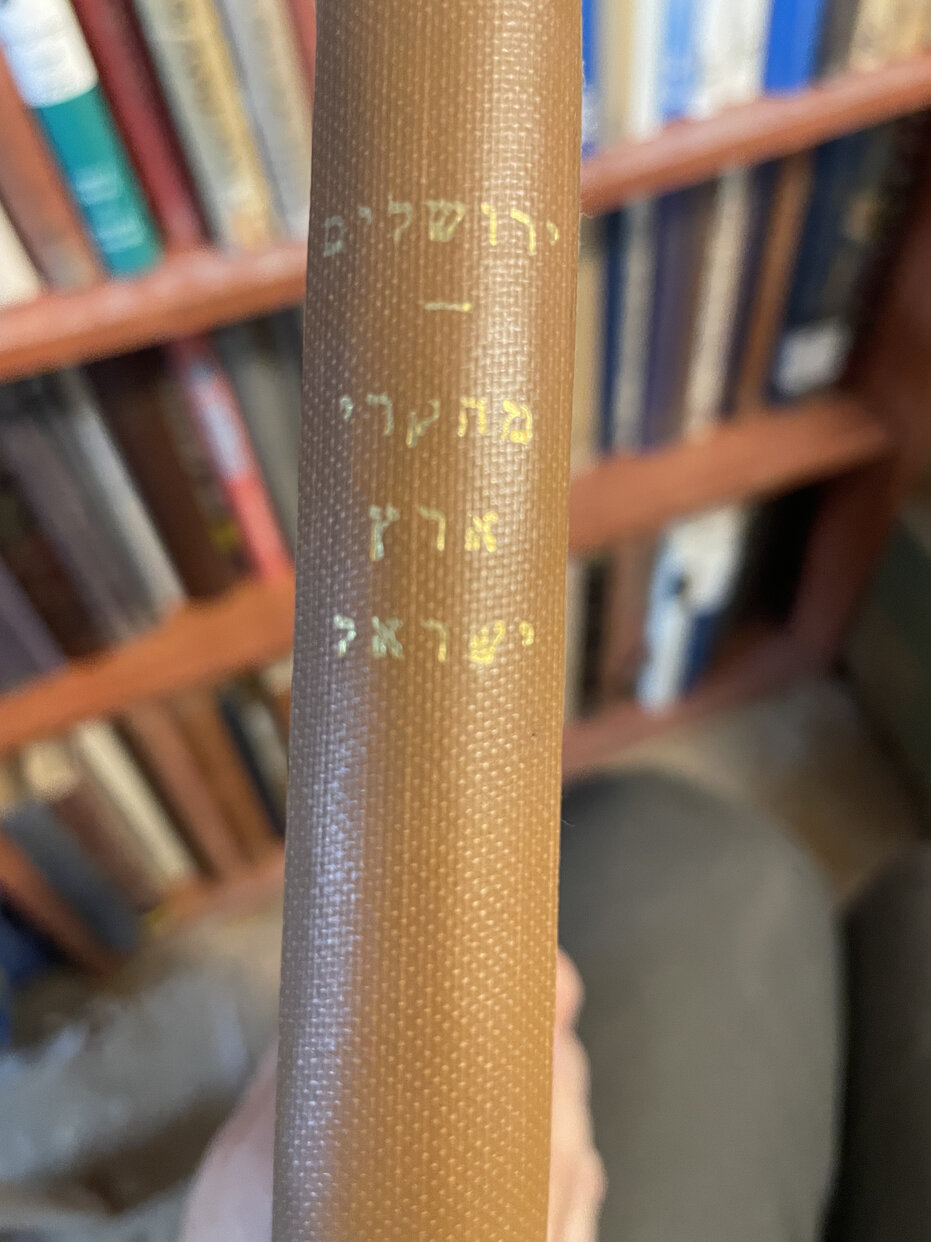 ירושלים
—
מחקרי
ארץ
ישראל